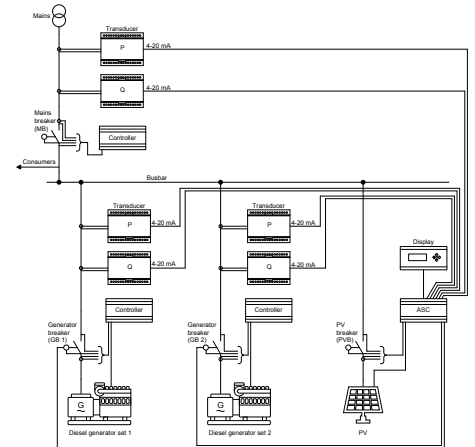 Mains
Transducer
P
4-20 mA
Q
4-20 mA
Mains
breaker
(MB)
Controller
Consumers
Busbar
Transducer
P
4-20 mA
Q
4-20 mA
Transducer
P
4-20 mA
Q
4-20 mA
Display
Controller
Controller
ASC
Generator
breaker
(GB 1)
Generator
breaker
(GB 2)
PV
breaker
(PVB)
G
~
G
~
Diesel generator set 1
Diesel generator set 2
PV